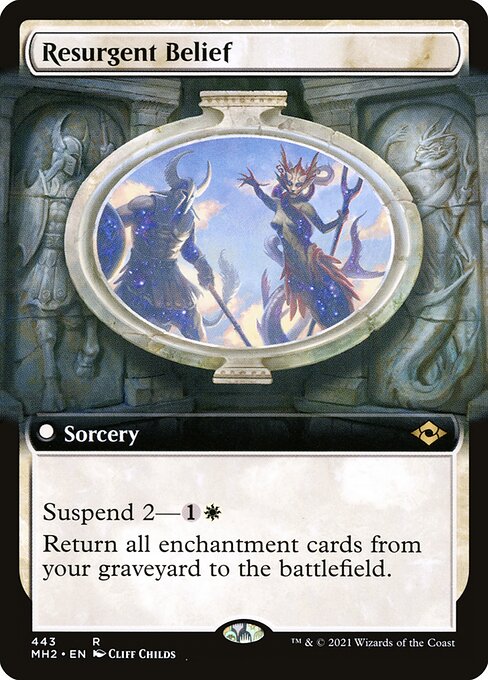 Resurgent Belief
Sorcery
Suspend 2—1
Return all enchantment cards from
your graveyard to the battlefield.
443 R
MH2 • EN Cliff Childs
™ & © 2021 Wizards of the Coast